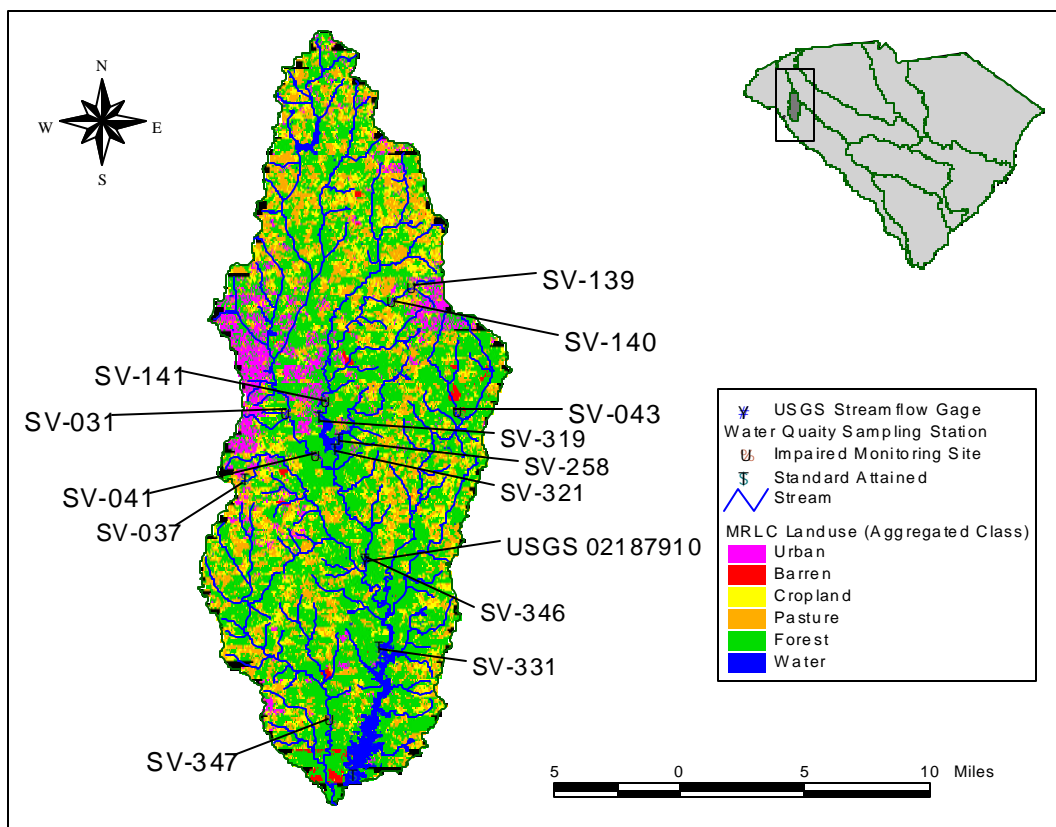 N
W E
S
SV-139
SV-140
SV-141
SV-031
SV-043
SV-319
SV-258
SV-041
SV-321
SV-037
USGS 02187910
SV-346
SV-331
SV-347
USGS Streamflow Gage
Water Quaity Sampling Station
Impaired Monitoring Site
Standard Attained
Stream
MRLC Landuse (Aggregated Class)
Urban
Barren
Cropland
Pasture
Forest
Water
5 0 5 10 Miles